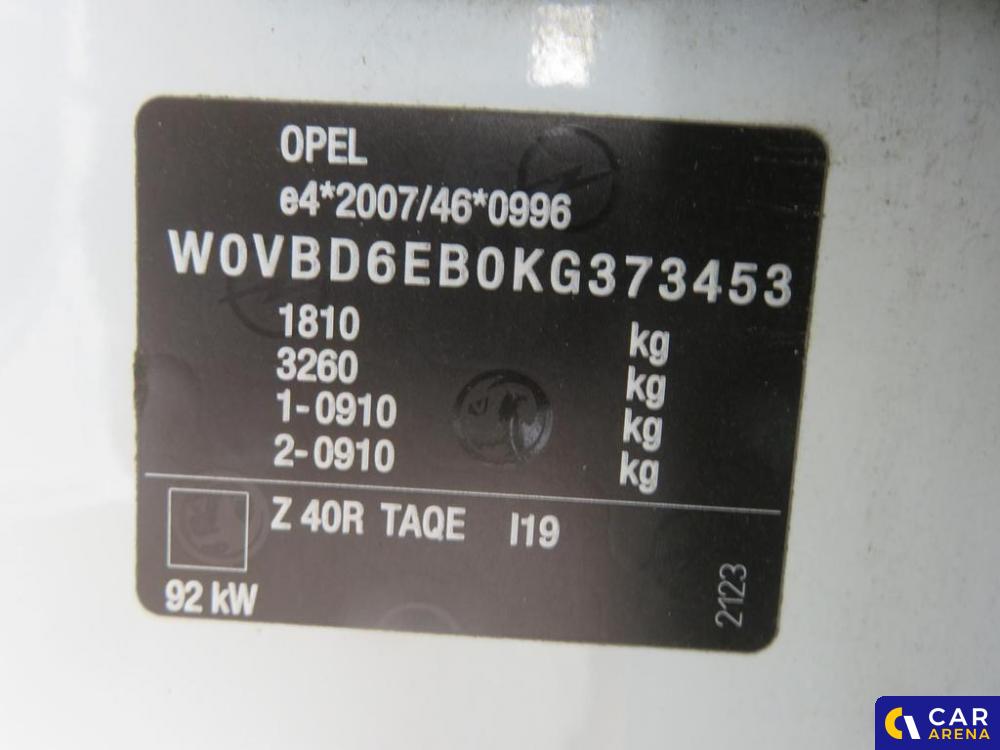 OPEL
e4*2007/46*0996
W0VBD6EB0KG373453
1810 kg
3260 kg
1-0910 kg
2-0910 kg
Z 40R TAQE I19
92 kW
2123
CAR
ARENA